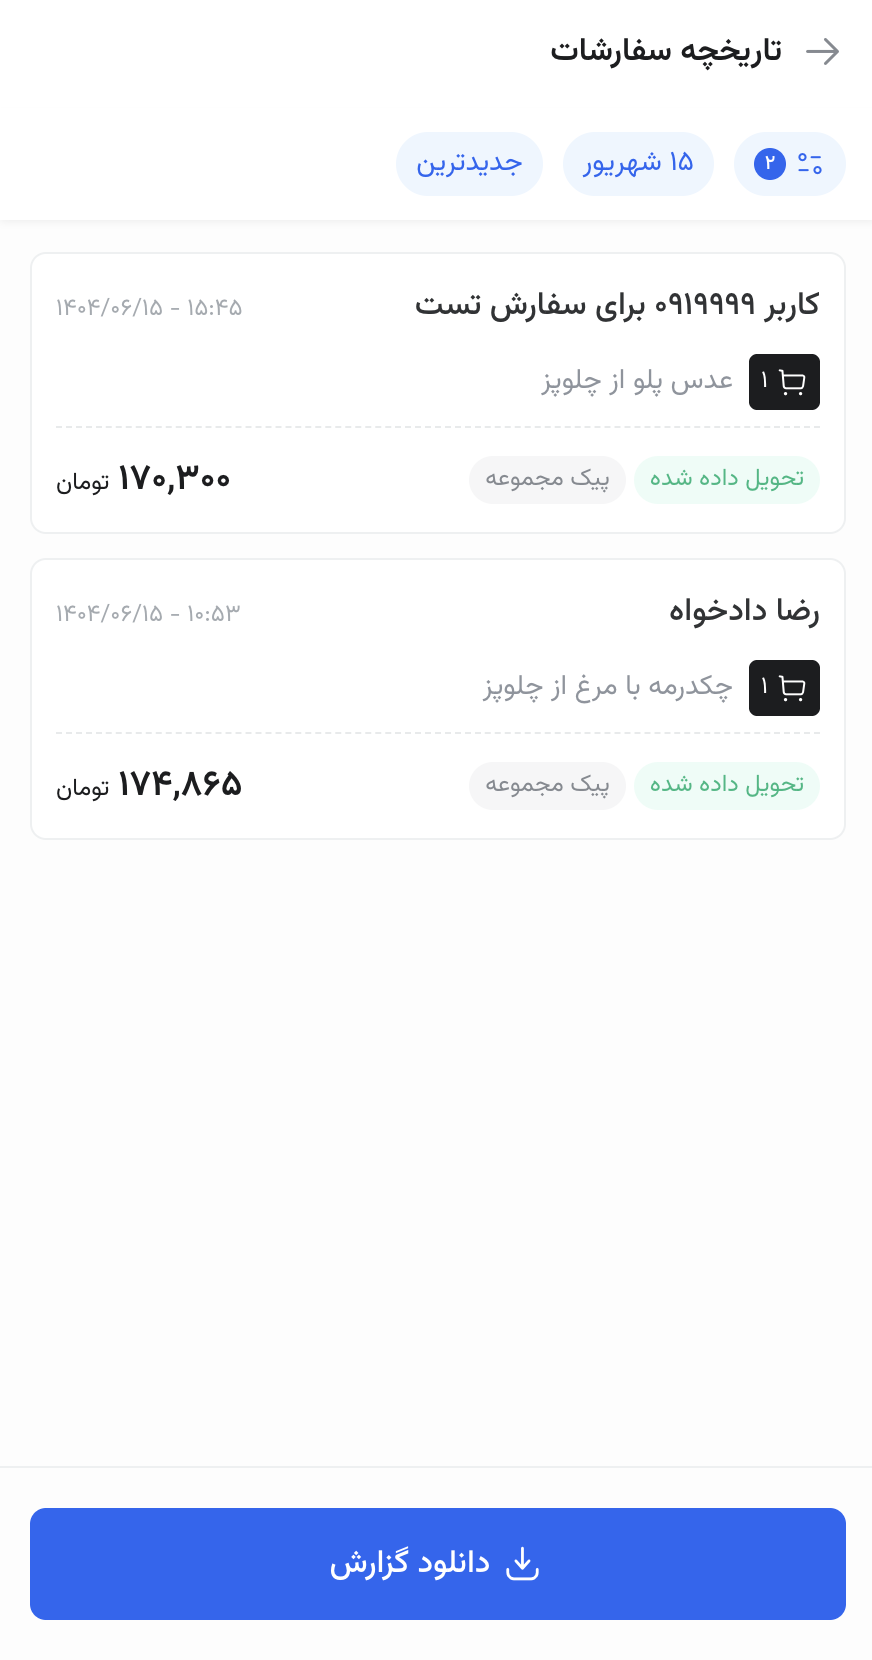 تاریخچه سفارشات
۲ ۱۵ شهریور جدیدترین
کاربر ۰۹۱۹۹۹۹ برای سفارش تست ۱۴۰۴/۰۶/۱۵ - ۱۵:۴۵
۱ عدس پلو از چلوپز
تحویل داده شده پیک مجموعه ۱۷۰,۳۰۰ تومان
رضا دادخواه ۱۴۰۴/۰۶/۱۵ - ۱۰:۵۳
۱ چکدرمه با مرغ از چلوپز
تحویل داده شده پیک مجموعه ۱۷۴,۸۶۵ تومان
دانلود گزارش